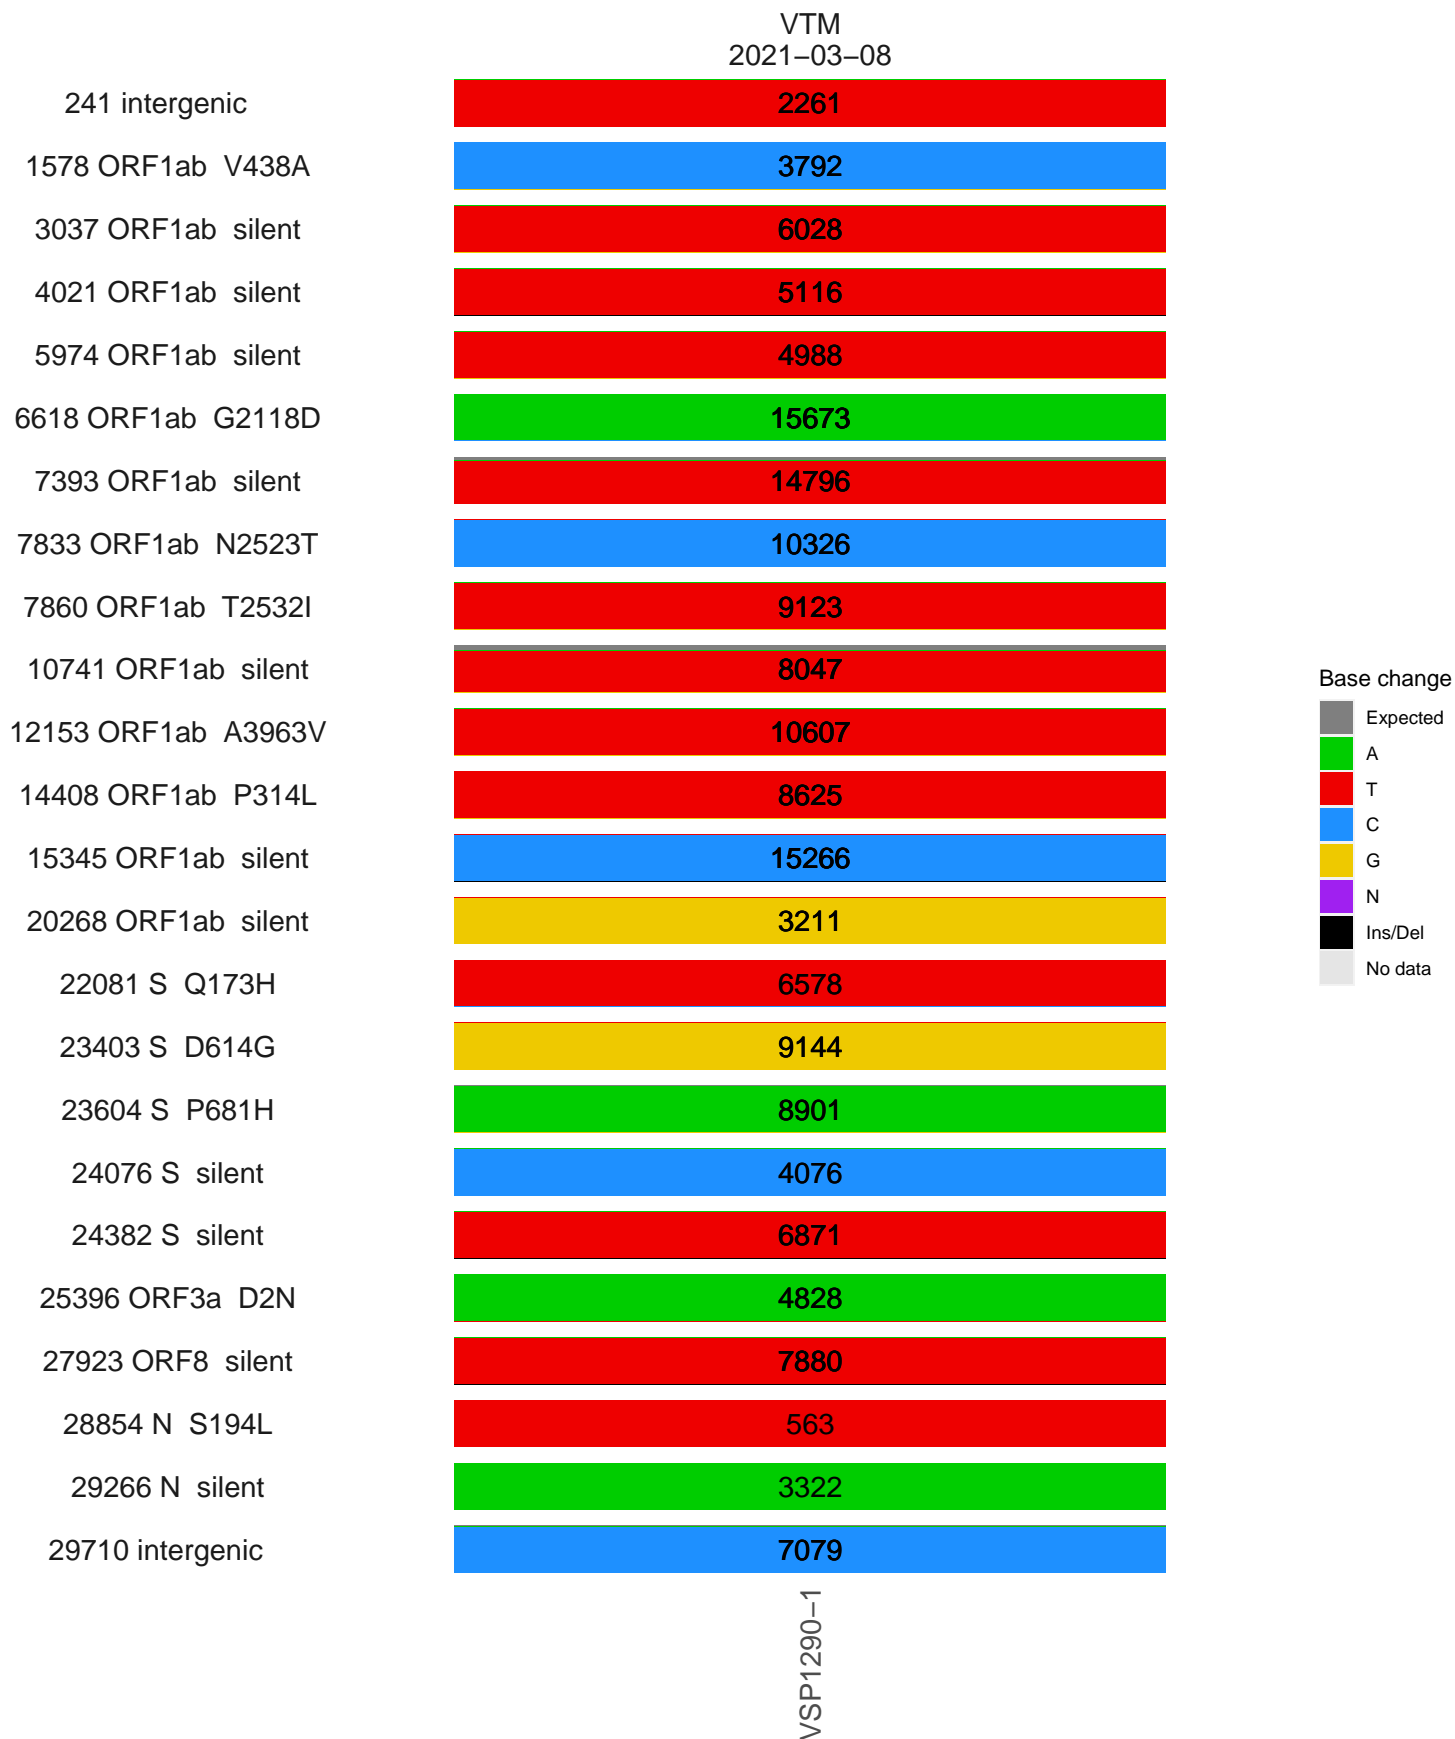 VTM
2021−03−08
241 intergenic 2261
1578 ORF1ab V438A 3792
3037 ORF1ab silent 6028
4021 ORF1ab silent 5116
5974 ORF1ab silent 4988
6618 ORF1ab G2118D 15673
7393 ORF1ab silent 14796
7833 ORF1ab N2523T 10326
7860 ORF1ab T2532I 9123
10741 ORF1ab silent 8047
12153 ORF1ab A3963V 10607
14408 ORF1ab P314L 8625
15345 ORF1ab silent 15266
20268 ORF1ab silent 3211
22081 S Q173H 6578
23403 S D614G 9144
23604 S P681H 8901
24076 S silent 4076
24382 S silent 6871
25396 ORF3a D2N 4828
27923 ORF8 silent 7880
28854 N S194L 563
29266 N silent 3322
29710 intergenic 7079
VSP1290−1
Base change
Expected
A
T
C
G
N
Ins/Del
No data